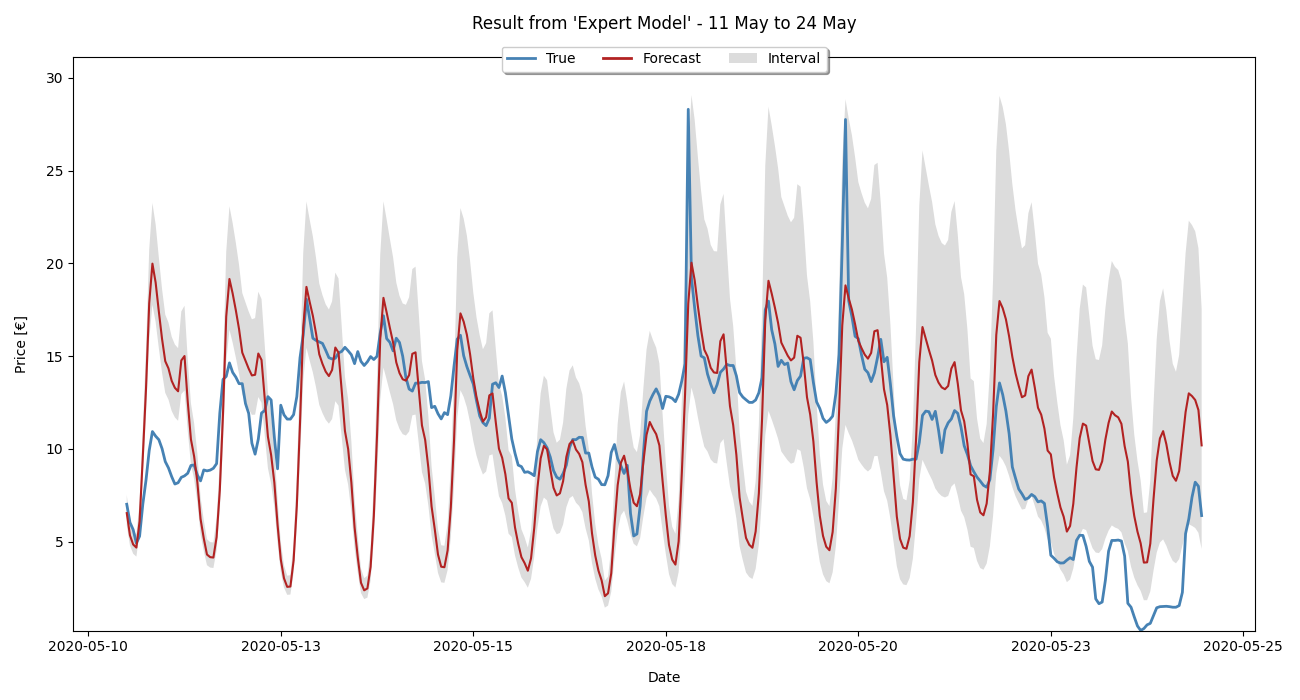 Result from 'Expert Model' - 11 May to 24 May
True Forecast Interval
Price [€]
30
25
20
15
10
5
2020-05-10 2020-05-13 2020-05-15 2020-05-18 2020-05-20 2020-05-23 2020-05-25
Date